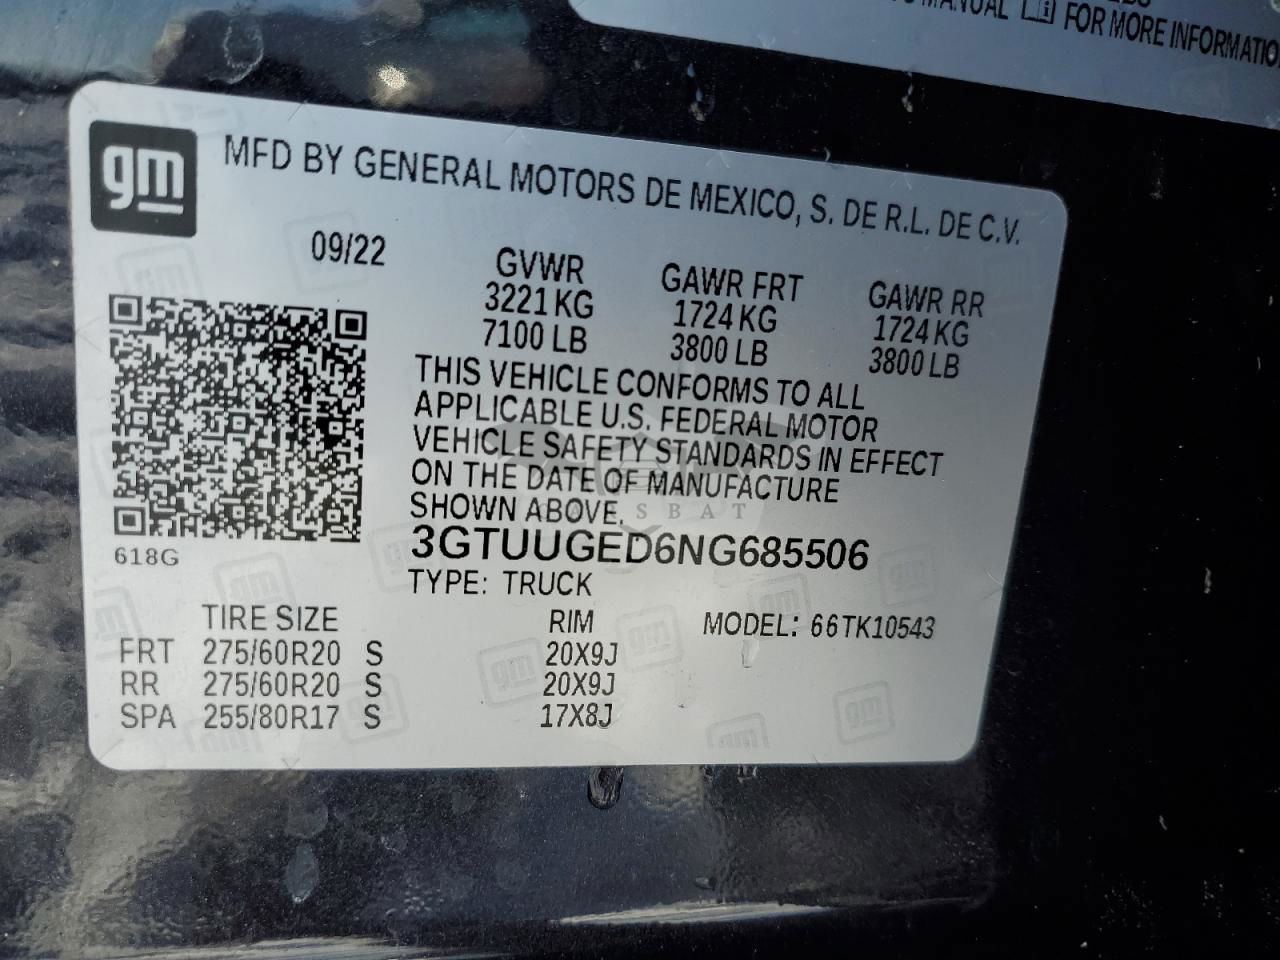 MANUAL FOR MORE INFORMATION
gm
MFD BY GENERAL MOTORS DE MEXICO, S. DE R.L. DE C.V.
09/22
GVWR GAWR FRT GAWR RR
3221 KG 1724 KG 1724 KG
7100 LB 3800 LB 3800 LB
THIS VEHICLE CONFORMS TO ALL
APPLICABLE U.S. FEDERAL MOTOR
VEHICLE SAFETY STANDARDS IN EFFECT
ON THE DATE OF MANUFACTURE
SHOWN ABOVE.
3GTUUGED6NG685506
618G
TYPE: TRUCK
TIRE SIZE RIM MODEL: 66TK10543
FRT 275/60R20 S 20X9J
RR 275/60R20 S 20X9J
SPA 255/80R17 S 17X8J